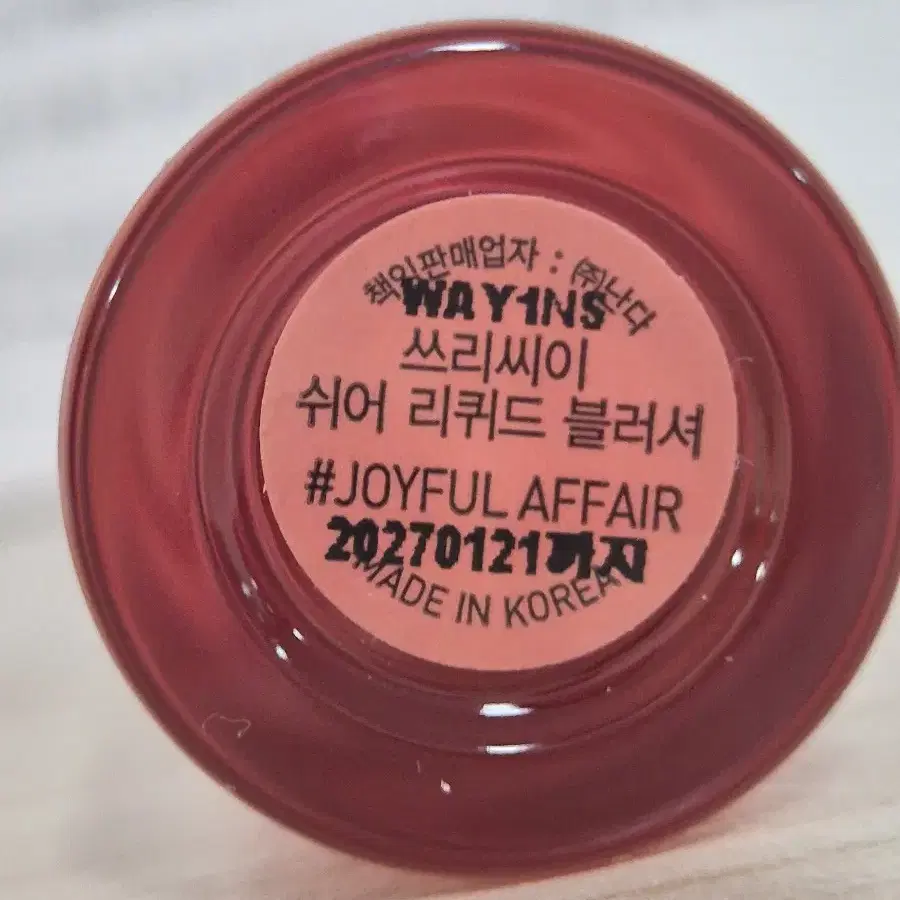 책임판매업자 : ㈜난다
WAY1NS
쓰리씨이
쉬어 리퀴드 블러셔
#JOYFUL AFFAIR
20270121까지
MADE IN KOREA